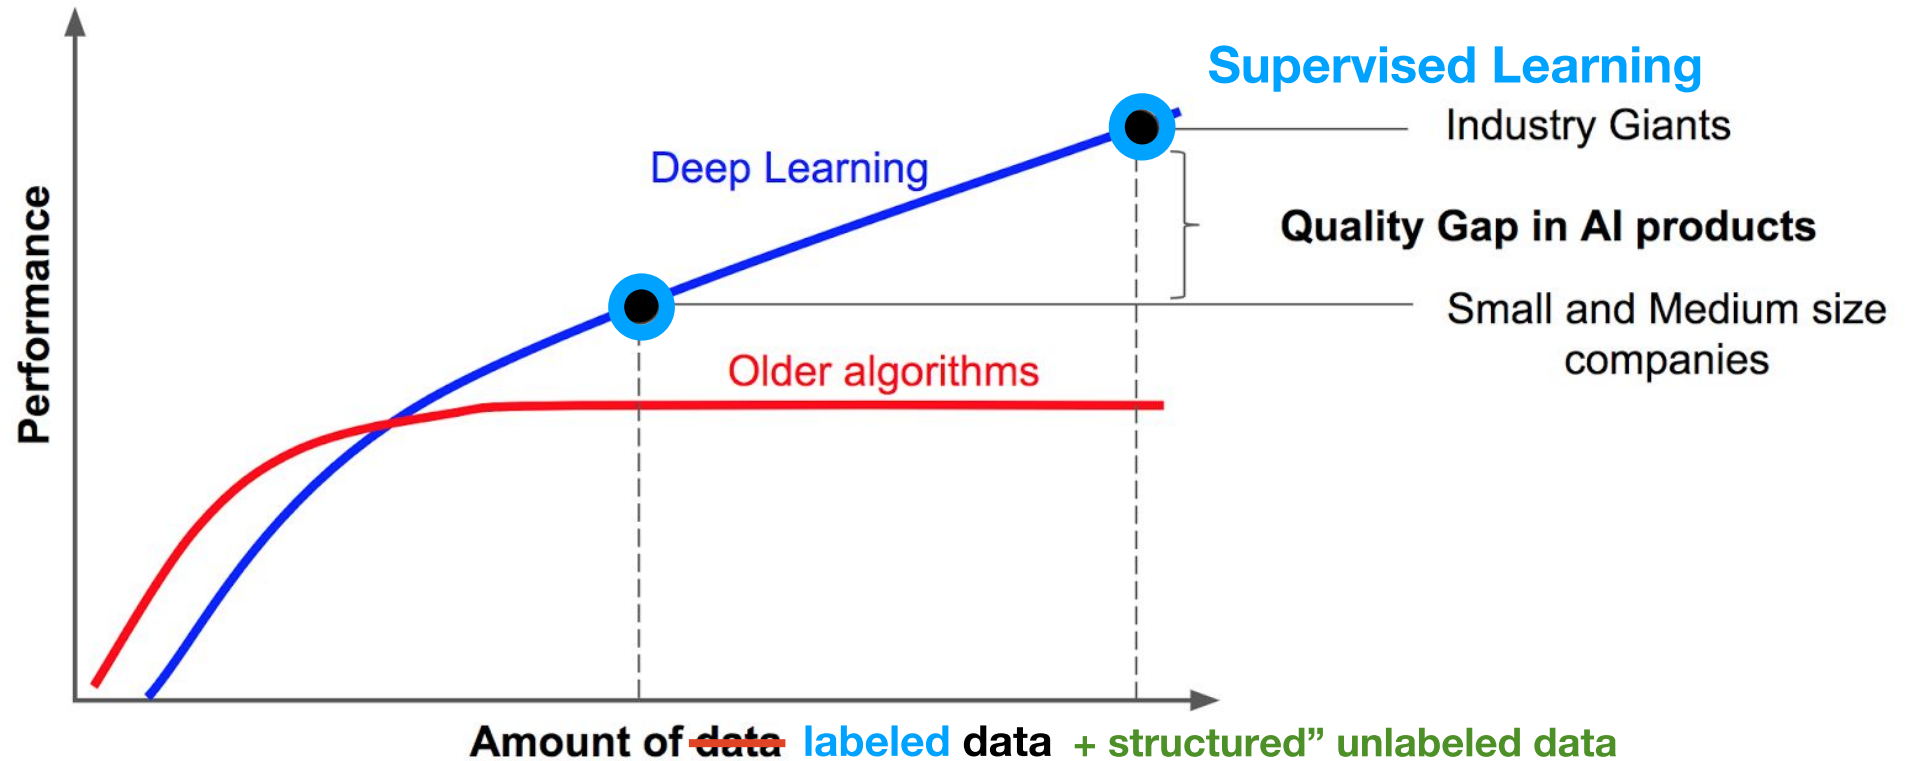 Supervised Learning
Industry Giants
Deep Learning
Quality Gap in AI products
Small and Medium size
companies
Older algorithms
Performance
Amount of data labeled data + structured” unlabeled data